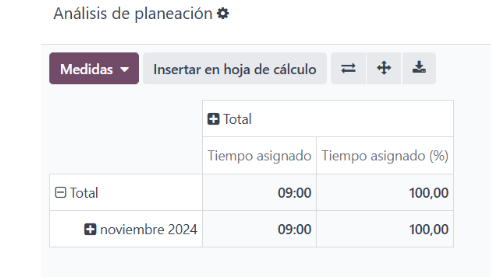 Análisis de planeación
Medidas Insertar en hoja de cálculo
Total
Tiempo asignado Tiempo asignado (%)
Total 09:00 100,00
noviembre 2024 09:00 100,00